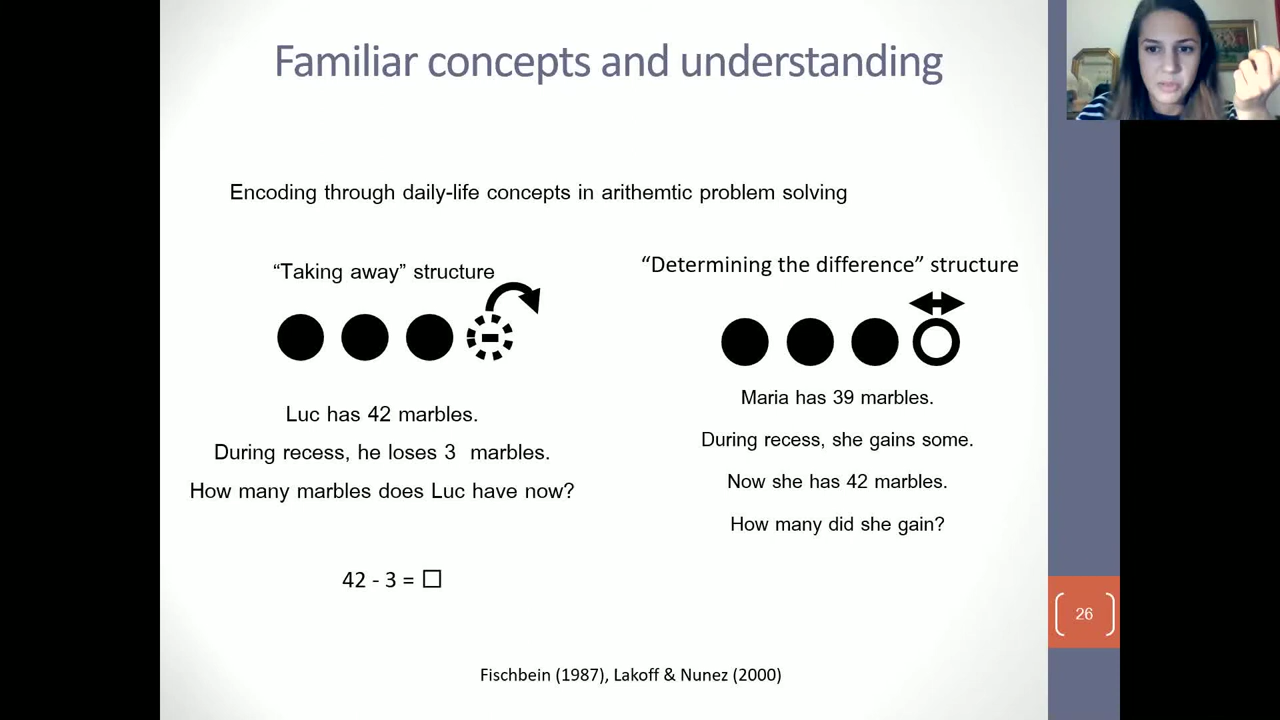 Familiar concepts and understanding
Encoding through daily-life concepts in arithemtic problem solving
“Taking away” structure
Luc has 42 marbles.
During recess, he loses 3 marbles.
How many marbles does Luc have now?
42 - 3 = □
“Determining the difference” structure
Maria has 39 marbles.
During recess, she gains some.
Now she has 42 marbles.
How many did she gain?
Fischbein (1987), Lakoff & Nunez (2000)
26